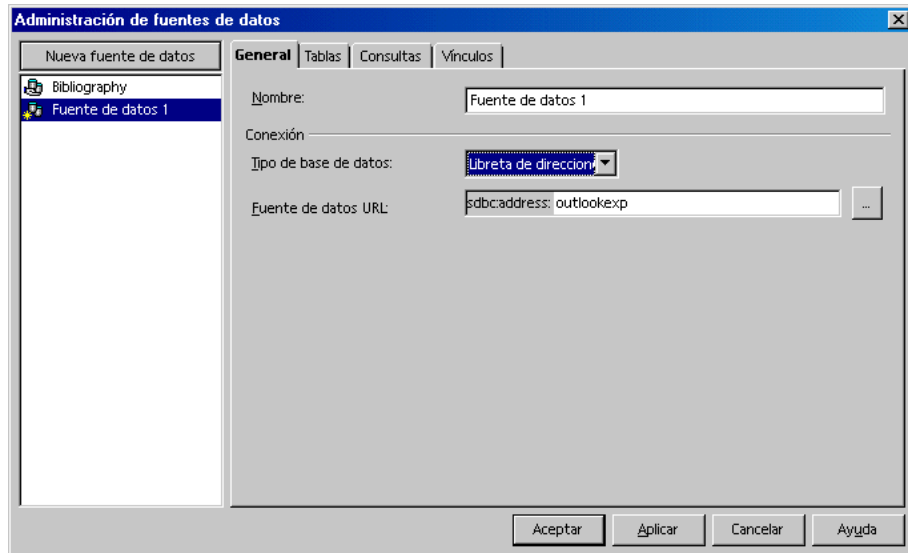 Administración de fuentes de datos
Nueva fuente de datos
Bibliography
Fuente de datos 1
General Tablas Consultas Vínculos
Nombre: Fuente de datos 1
Conexión
Tipo de base de datos: Libreta de direccion
Fuente de datos URL: sdbc:address: outlookexp ...
Aceptar Aplicar Cancelar Ayuda